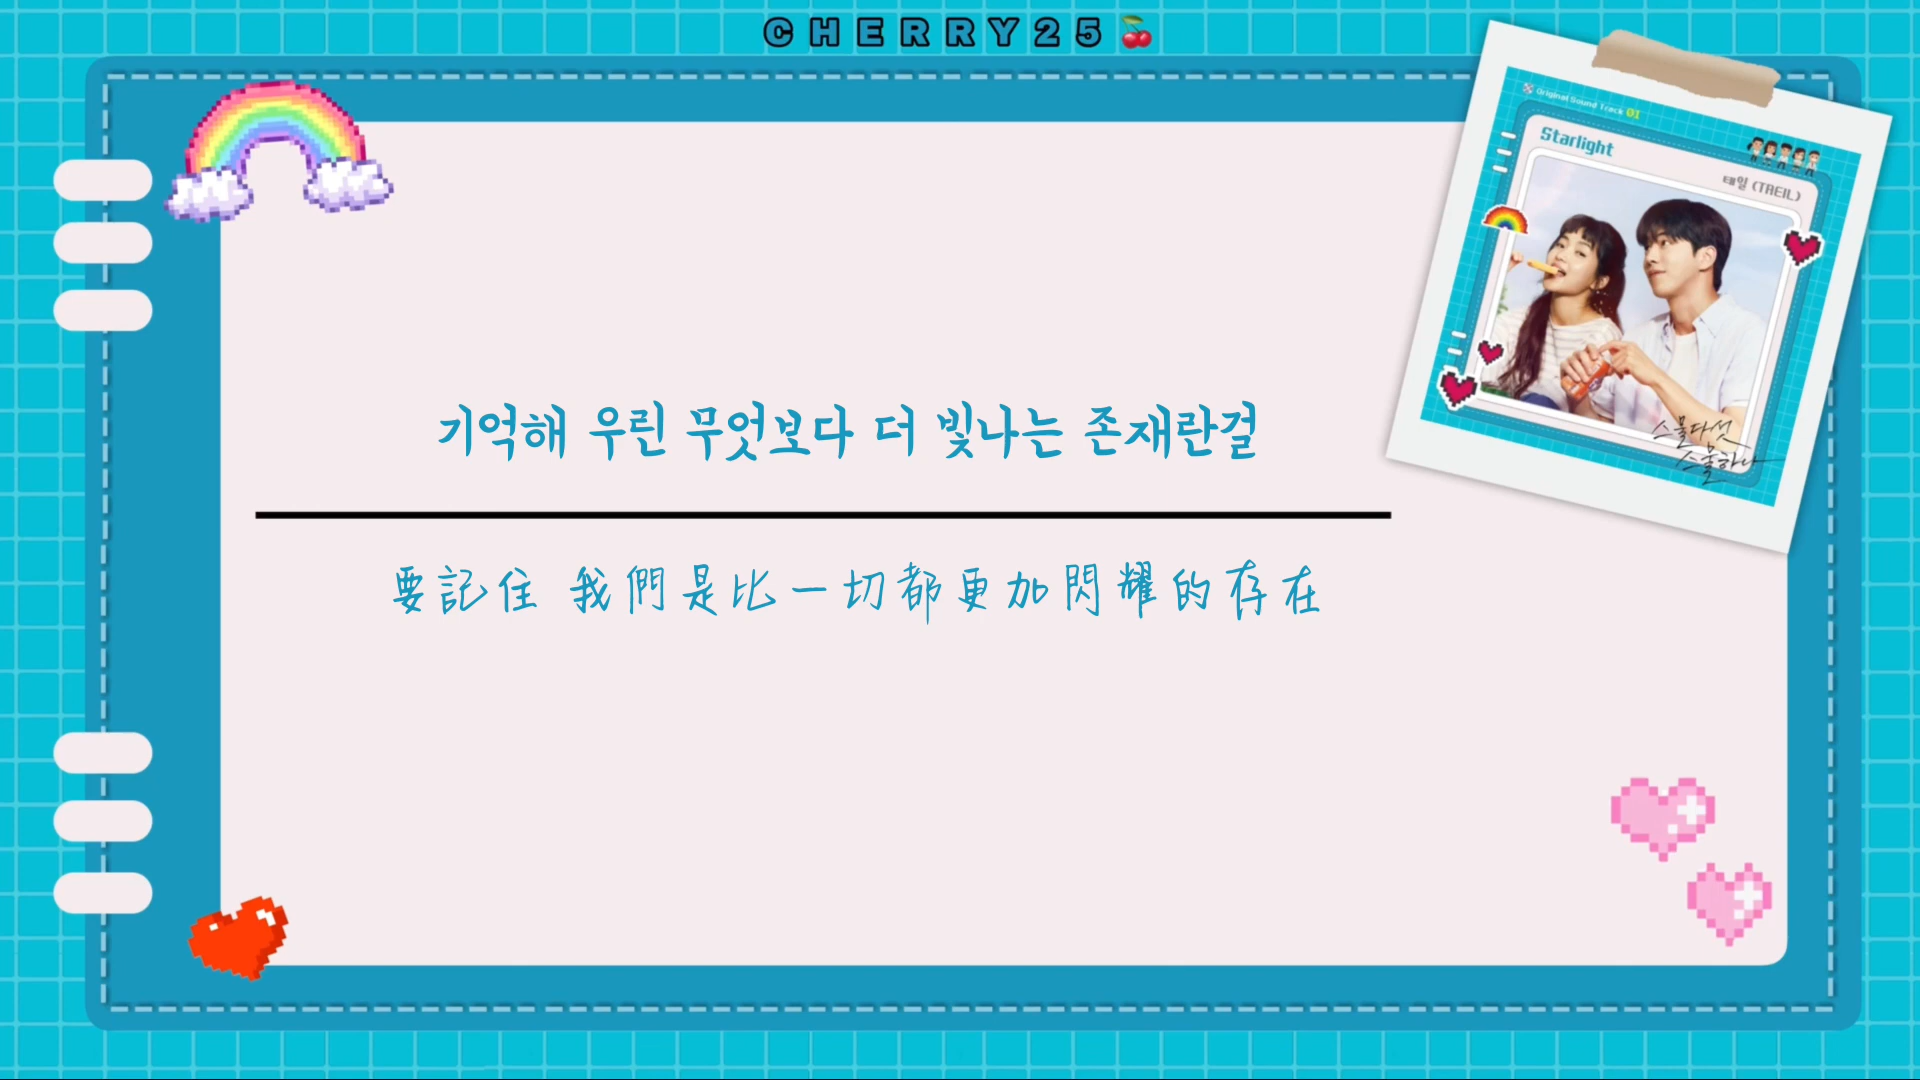 CHERRY25🍒
Original Sound Track 01
Starlight
태일 (TAEIL)
스물다섯
스물하나
기억해 우린 무엇보다 더 빛나는 존재란걸
要記住 我們是比一切都更加閃耀的存在